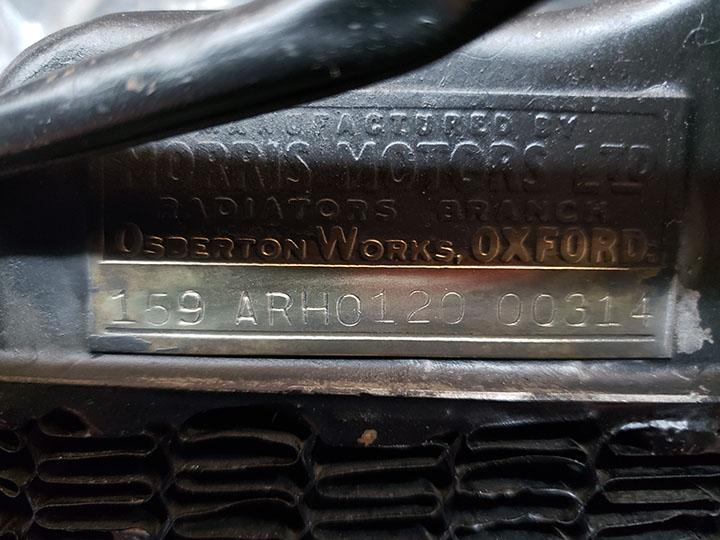 MANUFACTURED BY
MORRIS MOTORS LTD
RADIATORS BRANCH
OSBERTON WORKS, OXFORD.
159 ARH0120 00314